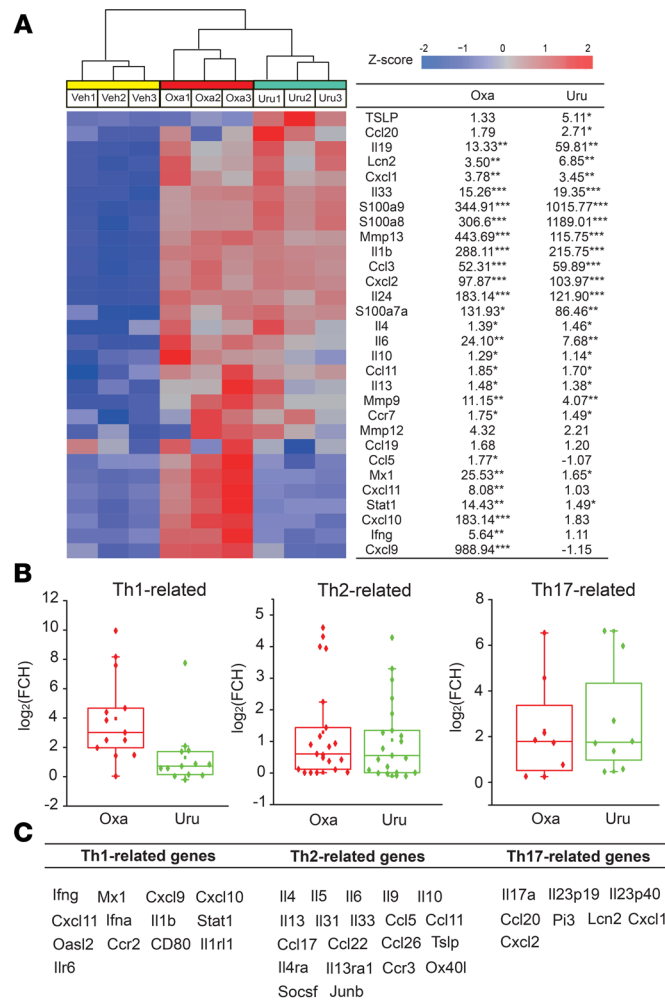 A
Z-score
-2 -1 0 1 2
Veh1 Veh2 Veh3 Oxa1 Oxa2 Oxa3 Uru1 Uru2 Uru3
Oxa Uru
TSLP 1.33 5.11*
Ccl20 1.79 2.71*
Il19 13.33** 59.81**
Lcn2 3.50** 6.85**
Cxcl1 3.78** 3.45**
Il33 15.26*** 19.35***
S100a9 344.91*** 1015.77***
S100a8 306.6*** 1189.01***
Mmp13 443.69*** 115.75***
Il1b 288.11*** 215.75***
Ccl3 52.31*** 59.89***
Cxcl2 97.87*** 103.97***
Il24 183.14*** 121.90***
S100a7a 131.93* 86.46**
Il4 1.39* 1.46*
Il6 24.10** 7.68**
Il10 1.29* 1.14*
Ccl11 1.85* 1.70*
Il13 1.48* 1.38*
Mmp9 11.15** 4.07**
Ccr7 1.75* 1.49*
Mmp12 4.32 2.21
Ccl19 1.68 1.20
Ccl5 1.77* -1.07
Mx1 25.53** 1.65*
Cxcl11 8.08** 1.03
Stat1 14.43** 1.49*
Cxcl10 183.14*** 1.83
Ifng 5.64** 1.11
Cxcl9 988.94*** -1.15
B
Th1-related
log2(FCH)
12
10
8
6
4
2
0
-2
Oxa Uru
Th2-related
log2(FCH)
5
4
3
2
1
0
-1
Oxa Uru
Th17-related
log2(FCH)
8
6
4
2
0
Oxa Uru
C
Th1-related genes Th2-related genes Th17-related genes
Ifng Mx1 Cxcl9 Cxcl10 Il4 Il5 Il6 Il9 Il10 Il17a Il23p19 Il23p40
Cxcl11 Ifna Il1b Stat1 Il13 Il31 Il33 Ccl5 Ccl11 Ccl20 Pi3 Lcn2 Cxcl1
Oasl2 Ccr2 CD80 Il1rl1 Ccl17 Ccl22 Ccl26 Tslp Cxcl2
Ilr6 Il4ra Il13ra1 Ccr3 Ox40l
Socsf Junb